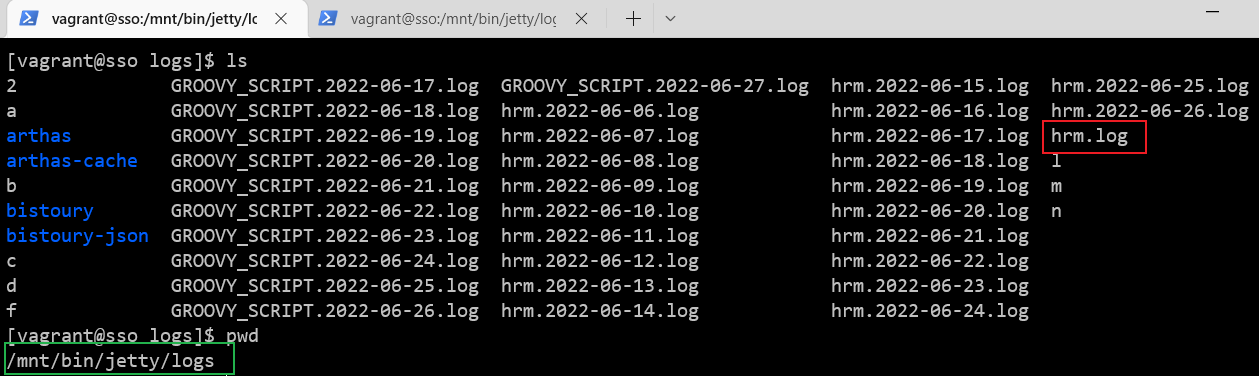 vagrant@sso:/mnt/bin/jetty/lo vagrant@sso:/mnt/bin/jetty/log
[vagrant@sso logs]$ ls
2 GROOVY_SCRIPT.2022-06-17.log GROOVY_SCRIPT.2022-06-27.log hrm.2022-06-15.log hrm.2022-06-25.log
a GROOVY_SCRIPT.2022-06-18.log hrm.2022-06-06.log hrm.2022-06-16.log hrm.2022-06-26.log
arthas GROOVY_SCRIPT.2022-06-19.log hrm.2022-06-07.log hrm.2022-06-17.log hrm.log
arthas-cache GROOVY_SCRIPT.2022-06-20.log hrm.2022-06-08.log hrm.2022-06-18.log l
b GROOVY_SCRIPT.2022-06-21.log hrm.2022-06-09.log hrm.2022-06-19.log m
bistoury GROOVY_SCRIPT.2022-06-22.log hrm.2022-06-10.log hrm.2022-06-20.log n
bistoury-json GROOVY_SCRIPT.2022-06-23.log hrm.2022-06-11.log hrm.2022-06-21.log
c GROOVY_SCRIPT.2022-06-24.log hrm.2022-06-12.log hrm.2022-06-22.log
d GROOVY_SCRIPT.2022-06-25.log hrm.2022-06-13.log hrm.2022-06-23.log
f GROOVY_SCRIPT.2022-06-26.log hrm.2022-06-14.log hrm.2022-06-24.log
[vagrant@sso logs]$ pwd
/mnt/bin/jetty/logs